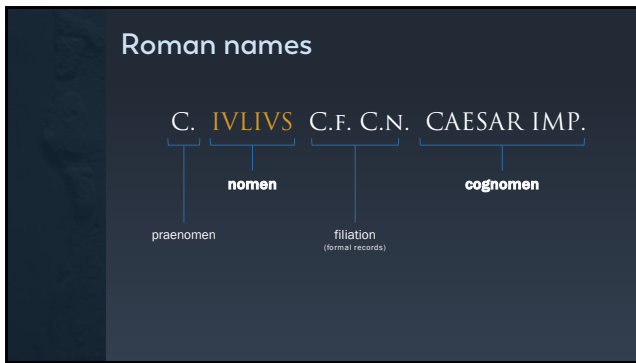 Roman names
C. IVLIVS C.F. C.N. CAESAR IMP.
nomen cognomen
praenomen filiation
(formal records)